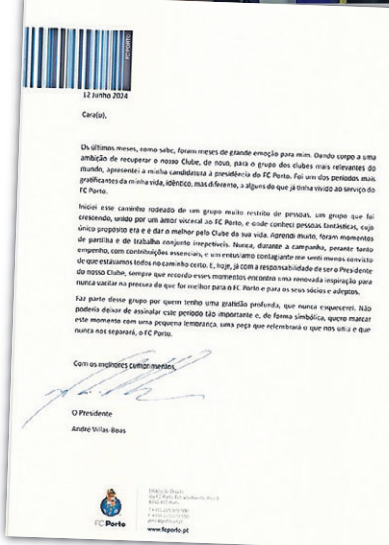 FC PORTO
12 Junho 2024
Cara(o),
Os últimos meses, como sabe, foram meses de grande emoção para mim. Dando corpo a uma
ambição de recuperar o nosso Clube, de novo, para o grupo dos clubes mais relevantes do
mundo, apresentei a minha candidatura à presidência do FC Porto. Foi um dos períodos mais
gratificantes da minha vida, idêntico, mas diferente, a alguns do que já tinha vivido ao serviço do
FC Porto.
Iniciei esse caminho rodeado de um grupo muito restrito de pessoas, um grupo que foi
crescendo, unido por um amor visceral ao FC Porto, e onde conheci pessoas fantásticas, cujo
único propósito era e é dar o melhor pelo Clube da sua vida. Aprendi muito, foram momentos
de partilha e de trabalho conjunto irrepetíveis. Nunca, durante a campanha, perante tanto
empenho, com contribuições essenciais, e um entusiasmo contagiante me senti menos convicto
de que estávamos todos no caminho certo. E, hoje, já com a responsabilidade de ser o Presidente
do nosso Clube, sempre que recordo esses momentos encontro uma renovada inspiração para
nunca vacilar na procura do que for melhor para o FC Porto e para os seus sócios e adeptos.
Faz parte desse grupo por quem tenho uma gratidão profunda, que nunca esquecerei. Não
poderia deixar de assinalar este período tão importante e, de forma simbólica, quero marcar
este momento com uma pequena lembrança, uma peça que relembrará o que nos uniu e que
nunca nos separará, o FC Porto.
Com os melhores cumprimentos,
O Presidente
André Villas-Boas
FC Porto
www.fcporto.pt